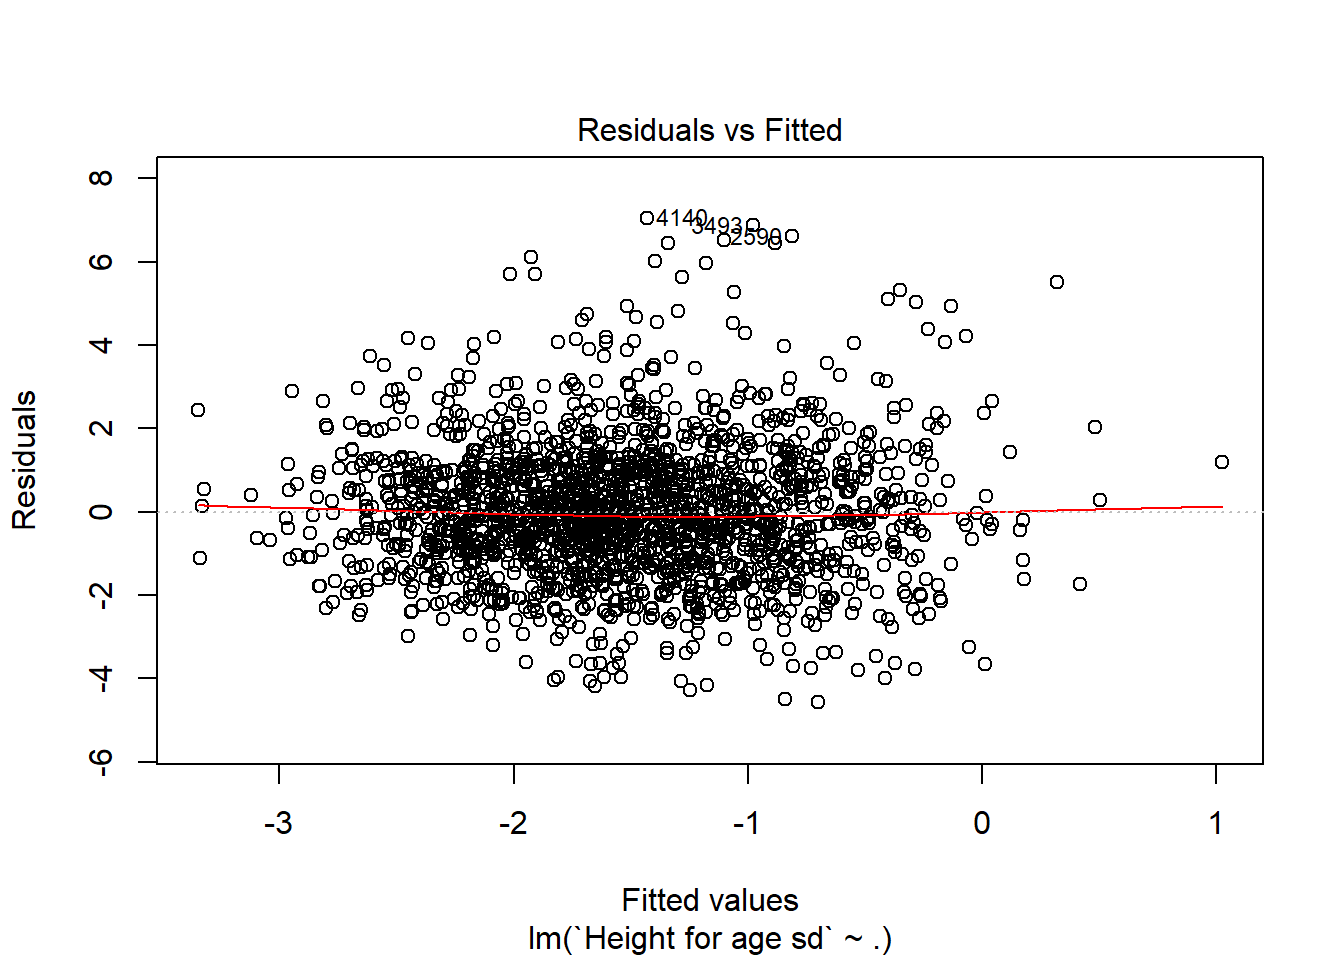 Residuals vs Fitted
8
6
4
2
0
-2
-4
-6
Residuals
4140
3493
2590
-3 -2 -1 0 1
Fitted values
lm(`Height for age sd` ~ .)